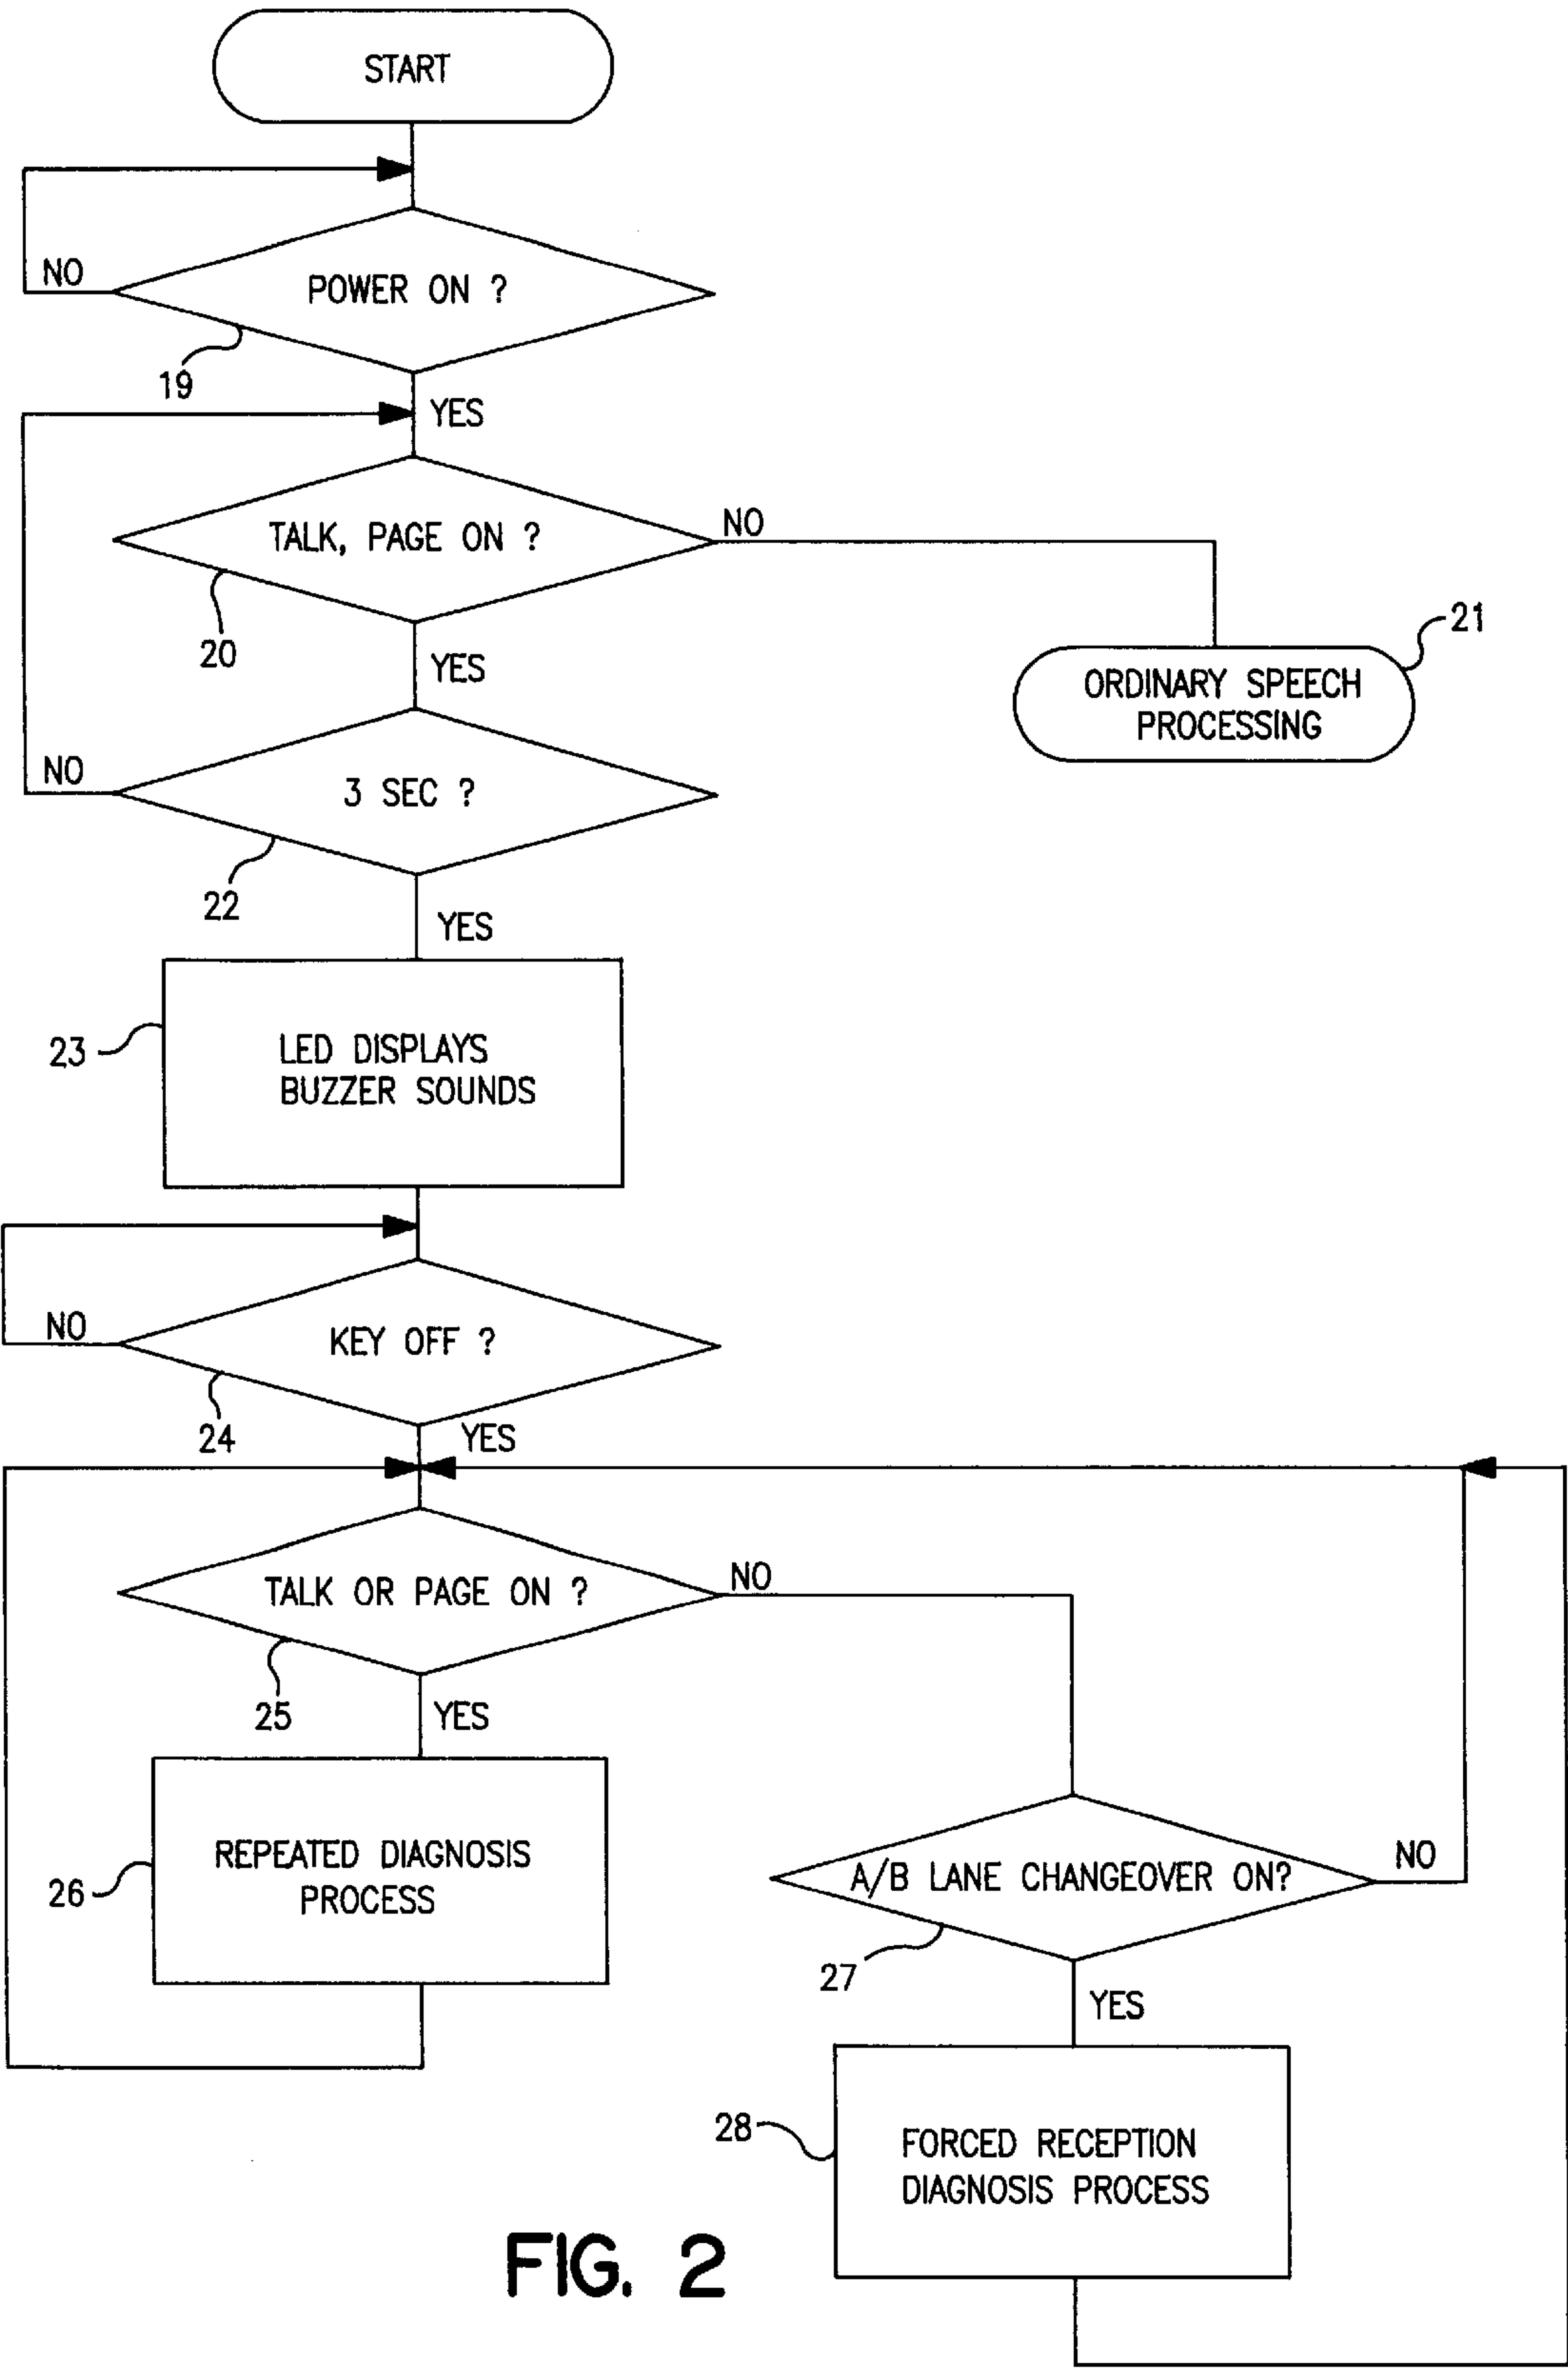 START
NO
POWER ON ?
19
YES
TALK, PAGE ON ?
NO
20
21
YES
ORDINARY SPEECH
PROCESSING
NO
3 SEC ?
22
YES
23
LED DISPLAYS
BUZZER SOUNDS
NO
KEY OFF ?
24
YES
TALK OR PAGE ON ?
NO
25
YES
26
REPEATED DIAGNOSIS
PROCESS
A/B LANE CHANGEOVER ON?
NO
27
YES
28
FORCED RECEPTION
DIAGNOSIS PROCESS
FIG. 2